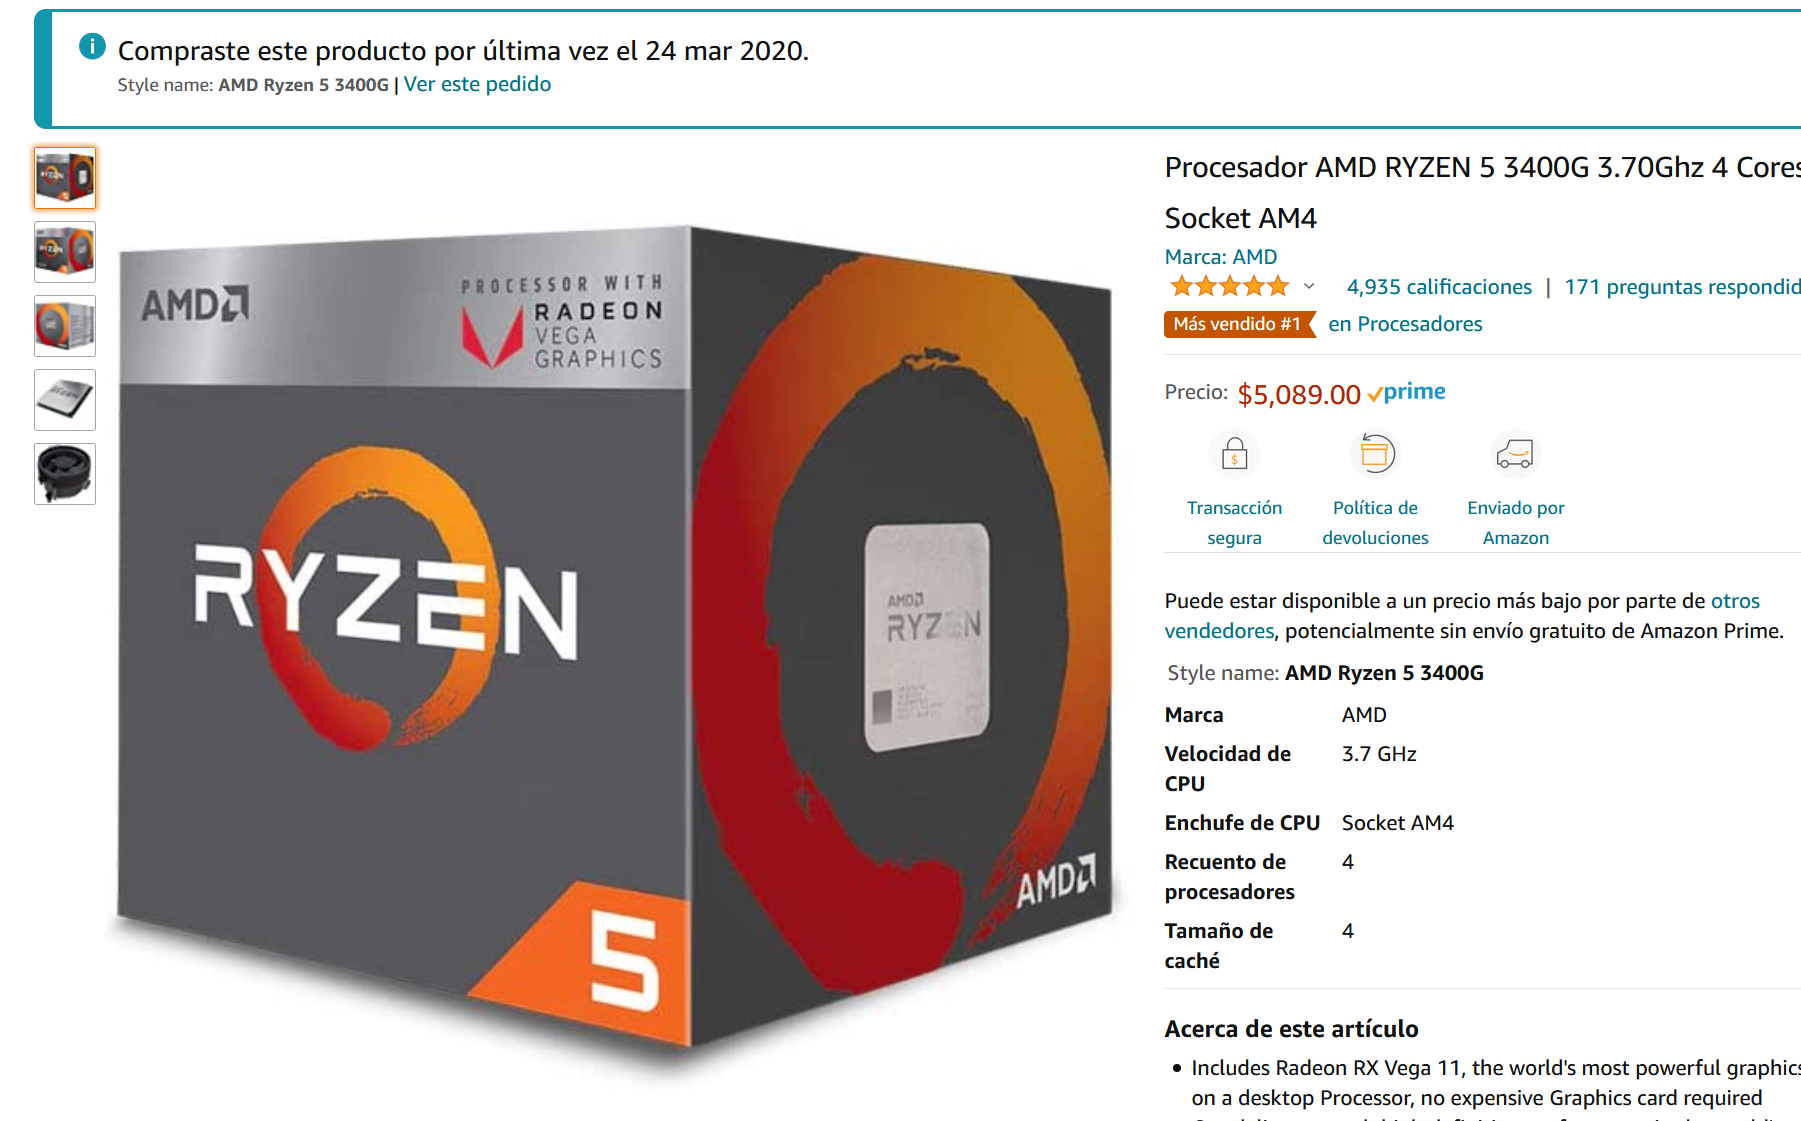 Compraste este producto por última vez el 24 mar 2020.
Style name: AMD Ryzen 5 3400G | Ver este pedido
AMD
PROCESSOR WITH
RADEON
VEGA
GRAPHICS
RYZEN
5
AMD
RYZEN
AMD
Procesador AMD RYZEN 5 3400G 3.70Ghz 4 Cores
Socket AM4
Marca: AMD
4,935 calificaciones | 171 preguntas respondid
Más vendido #1 en Procesadores
Precio: $5,089.00 prime
Transacción segura
Política de devoluciones
Enviado por Amazon
Puede estar disponible a un precio más bajo por parte de otros
vendedores, potencialmente sin envío gratuito de Amazon Prime.
Style name: AMD Ryzen 5 3400G
Marca AMD
Velocidad de CPU 3.7 GHz
Enchufe de CPU Socket AM4
Recuento de procesadores 4
Tamaño de caché 4
Acerca de este artículo
• Includes Radeon RX Vega 11, the world's most powerful graphics
on a desktop Processor, no expensive Graphics card required